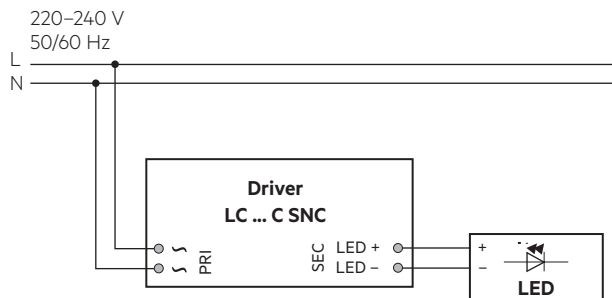 220–240 V
50/60 Hz
L
N
Driver
LC ... C SNC
~ PRI SEC LED + +
~ LED – –
LED